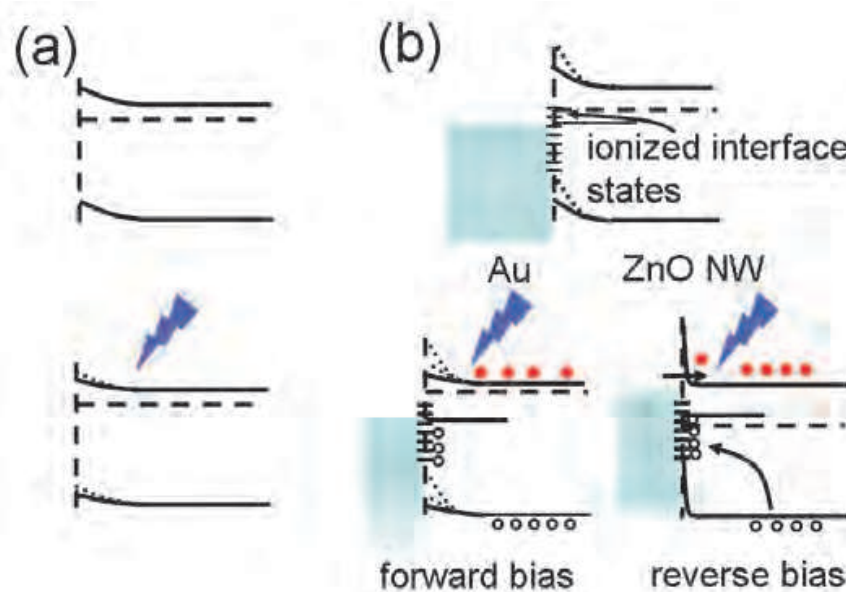 (a)
(b)
ionized interface
states
Au
ZnO NW
forward bias
reverse bias